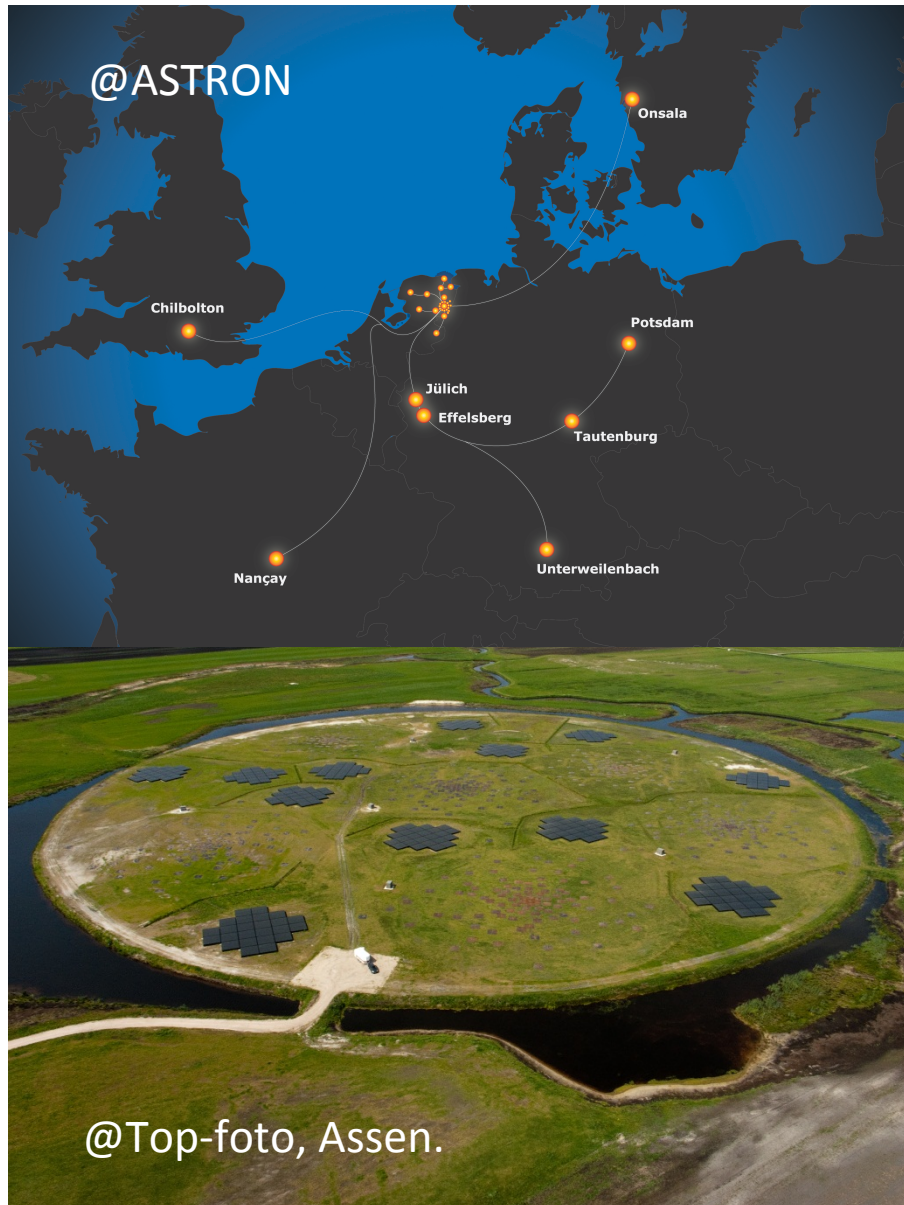 @ASTRON
Onsala
Chilbolton
Potsdam
Jülich
Effelsberg
Tautenburg
Unterweilenbach
Nançay
@Top-foto, Assen.